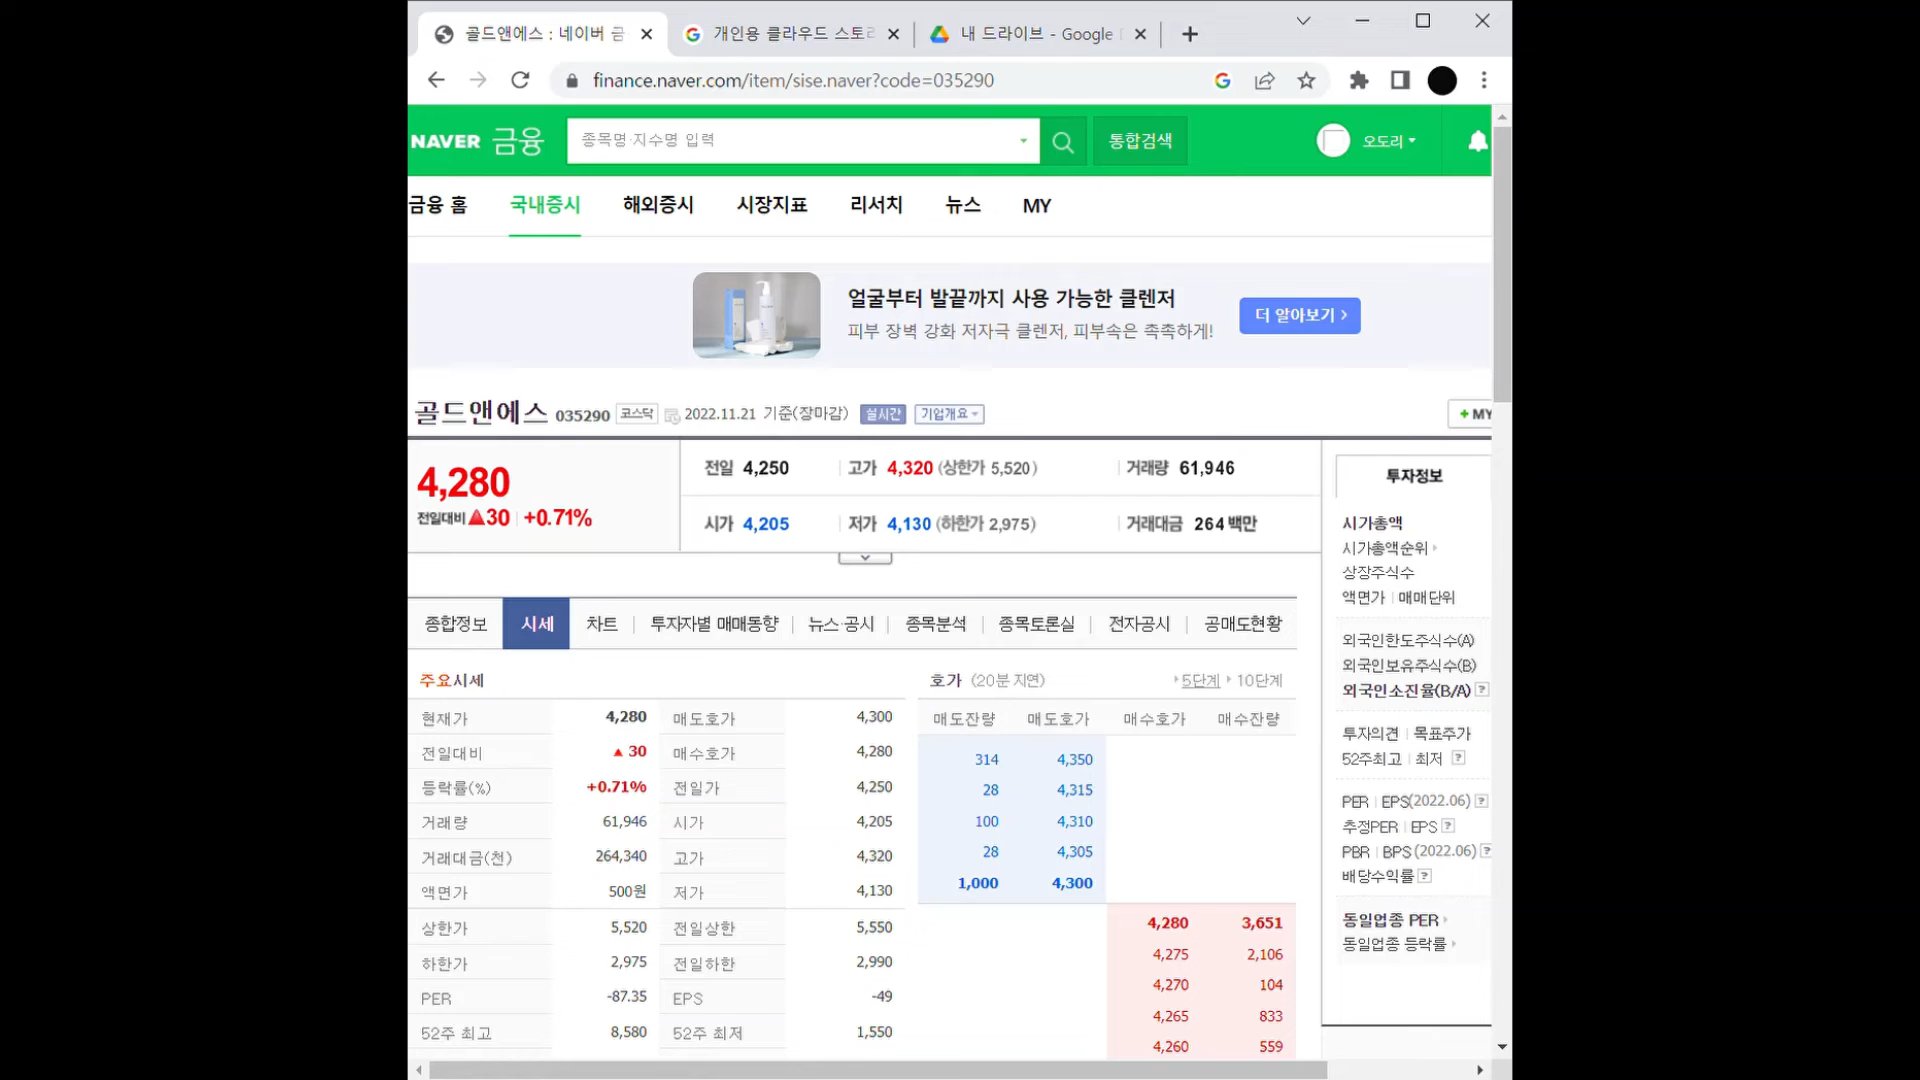 골드앤에스 : 네이버 금
개인용 클라우드 스토리
내 드라이브 - Google
finance.naver.com/item/sise.naver?code=035290
NAVER 금융
종목명·지수명 입력
통합검색
오도리
금융 홈 국내증시 해외증시 시장지표 리서치 뉴스 MY
얼굴부터 발끝까지 사용 가능한 클렌저
피부 장벽 강화 저자극 클렌저, 피부속은 촉촉하게!
더 알아보기 >
골드앤에스 035290 코스닥 2022.11.21 기준(장마감) 실시간 기업개요
+ MY
4,280
전일대비 ▲30 +0.71%
전일 4,250 고가 4,320 (상한가 5,520) 거래량 61,946
시가 4,205 저가 4,130 (하한가 2,975) 거래대금 264 백만
종합정보 시세 차트 투자자별 매매동향 뉴스·공시 종목분석 종목토론실 전자공시 공매도현황
주요시세
현재가 4,280 매도호가 4,300
전일대비 ▲ 30 매수호가 4,280
등락률(%) +0.71% 전일가 4,250
거래량 61,946 시가 4,205
거래대금(천) 264,340 고가 4,320
액면가 500원 저가 4,130
상한가 5,520 전일상한 5,550
하한가 2,975 전일하한 2,990
PER -87.35 EPS -49
52주 최고 8,580 52주 최저 1,550
호가 (20분 지연) 5단계 10단계
매도잔량 매도호가 매수호가 매수잔량
314 4,350
28 4,315
100 4,310
28 4,305
1,000 4,300
4,280 3,651
4,275 2,106
4,270 104
4,265 833
4,260 559
투자정보
시가총액
시가총액순위
상장주식수
액면가 매매단위
외국인한도주식수(A)
외국인보유주식수(B)
외국인소진율(B/A) ?
투자의견 목표주가
52주최고 최저 ?
PER EPS(2022.06) ?
추정PER EPS ?
PBR BPS(2022.06) ?
배당수익률 ?
동일업종 PER
동일업종 등락률